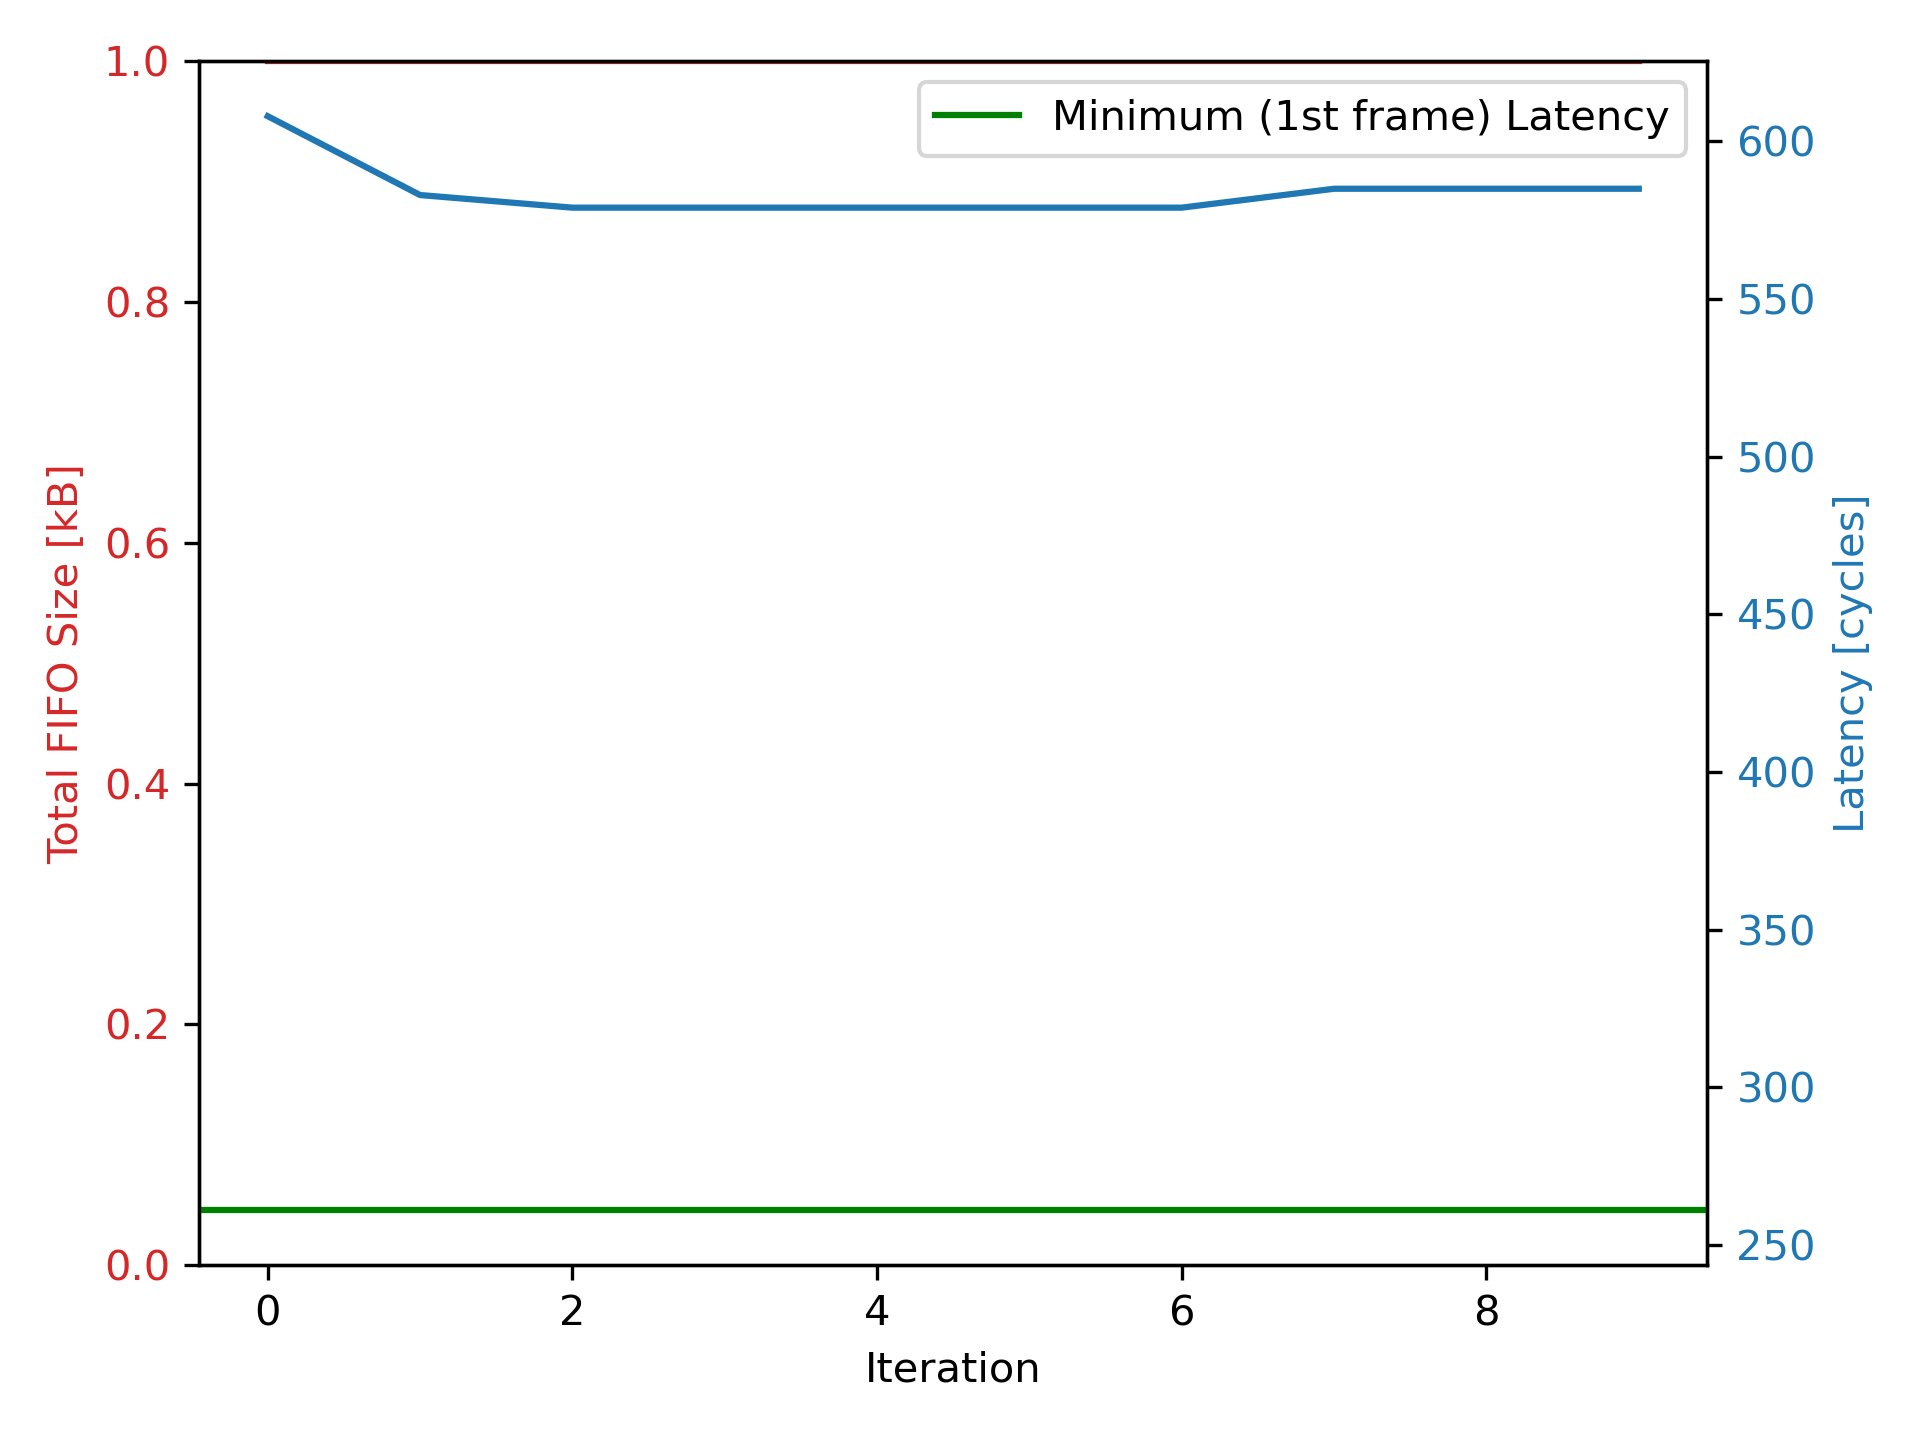 Minimum (1st frame) Latency
1.0
0.8
0.6
0.4
0.2
0.0
Total FIFO Size [kB]
600
550
500
450
400
350
300
250
Latency [cycles]
0 2 4 6 8
Iteration